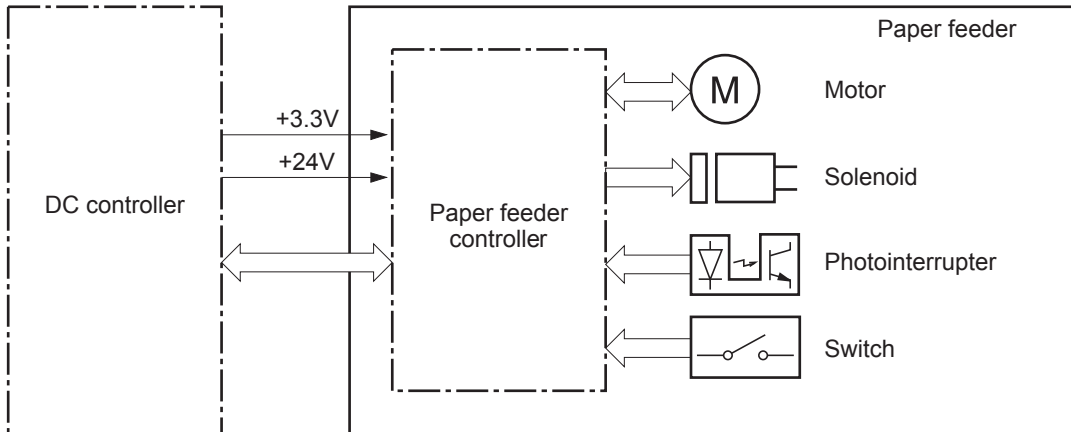 Paper feeder
M
Motor
+3.3V
+24V
Solenoid
DC controller
Paper feeder
controller
Photointerrupter
Switch